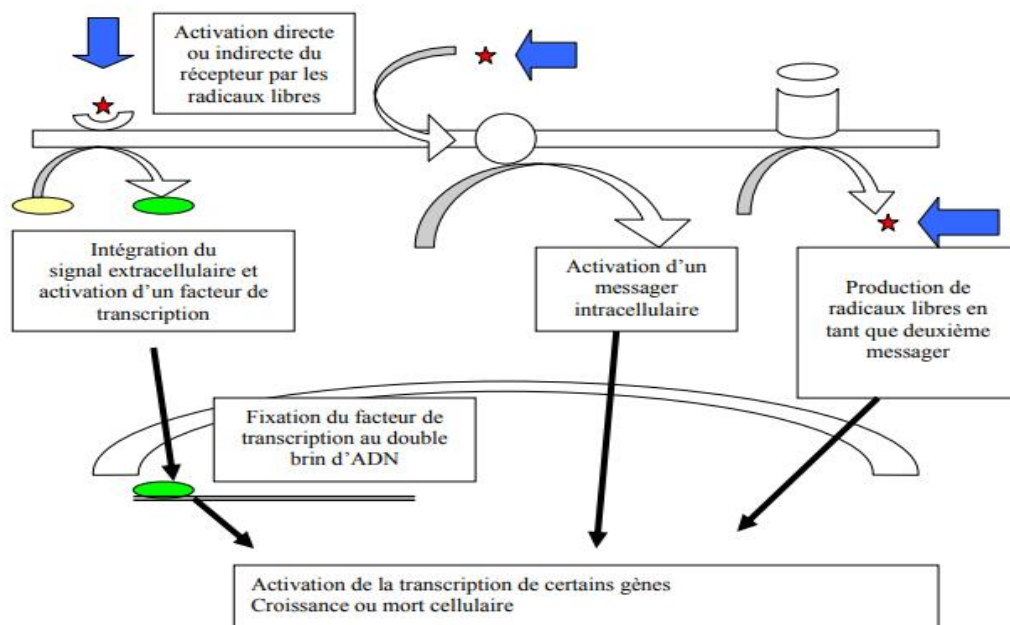 Activation directe
ou indirecte du
récepteur par les
radicaux libres
Intégration du
signal extracellulaire et
activation d'un facteur de
transcription
Activation d'un
messager
intracellulaire
Production de
radicaux libres en
tant que deuxième
messager
Fixation du facteur de
transcription au double
brin d'ADN
Activation de la transcription de certains gènes
Croissance ou mort cellulaire